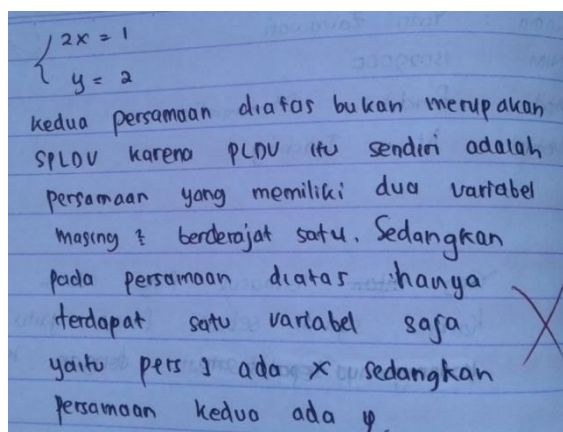 2x = 1
y = 2
kedua persamaan diatas bukan merupakan
SPLDV karena PLDV itu sendiri adalah
persamaan yang memiliki dua variabel
masing 2 berderajat satu. Sedangkan
pada persamaan diatas hanya
terdapat satu variabel saja
yaitu pers 1 ada x sedangkan
persamaan kedua ada y.